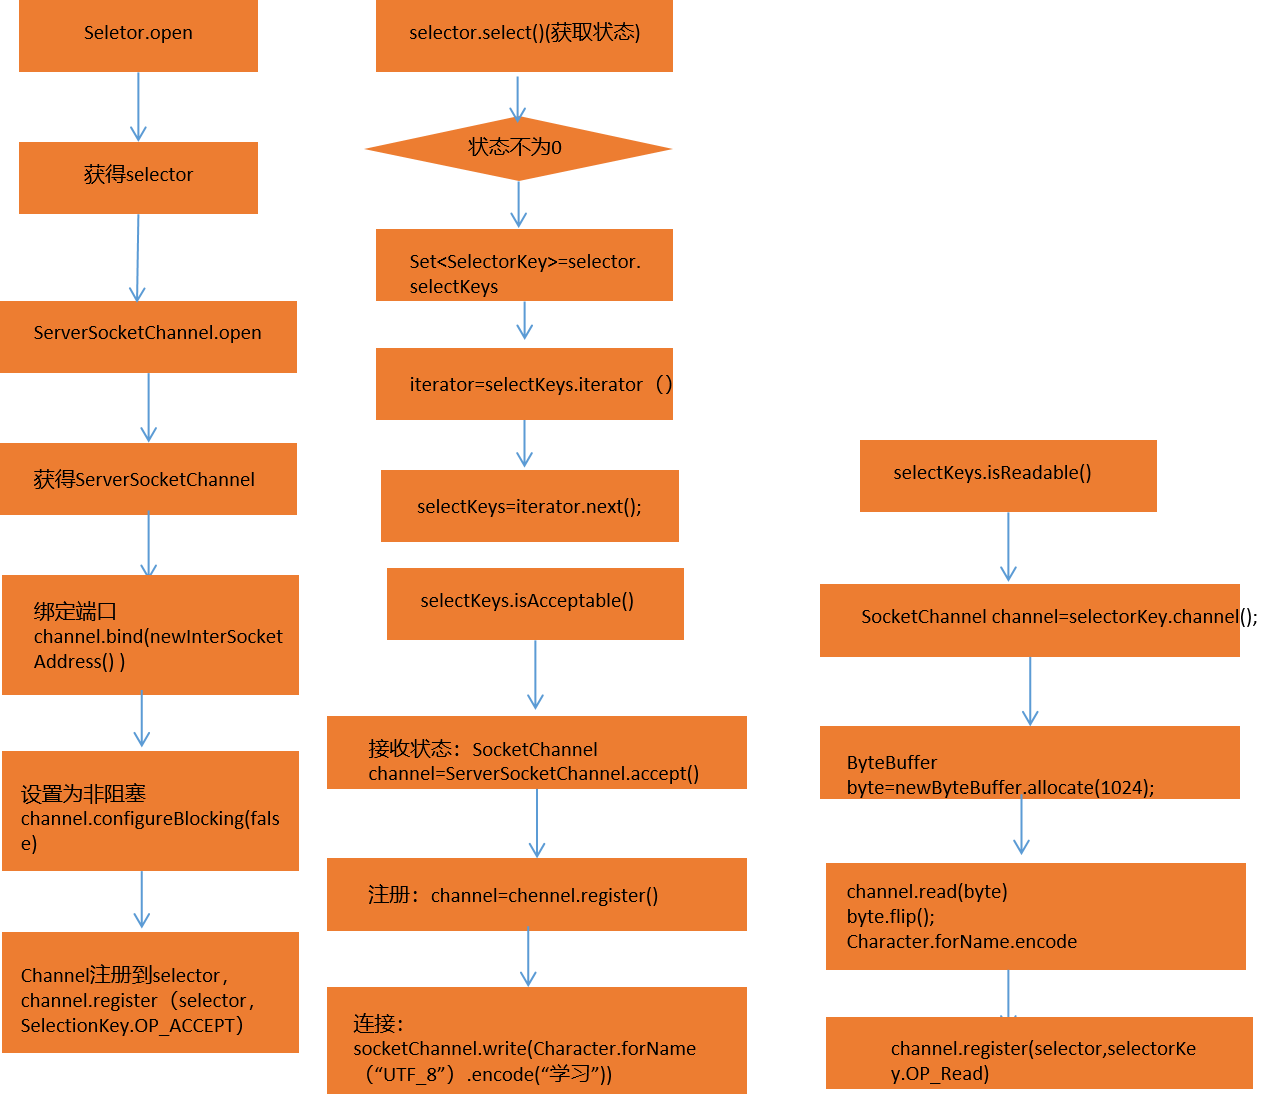 Seletor.open
获得selector
ServerSocketChannel.open
获得ServerSocketChannel
绑定端口
channel.bind(newInterSocket
Address() )
设置为非阻塞
channel.configureBlocking(fals
e)
Channel注册到selector，
channel.register（selector，
SelectionKey.OP_ACCEPT）
selector.select()(获取状态)
状态不为0
Set<SelectorKey>=selector.
selectKeys
iterator=selectKeys.iterator（）
selectKeys=iterator.next();
selectKeys.isAcceptable()
接收状态：SocketChannel
channel=ServerSocketChannel.accept()
注册：channel=chennel.register()
连接：
socketChannel.write(Character.forName
（“UTF_8”）.encode(“学习”))
selectKeys.isReadable()
SocketChannel channel=selectorKey.channel();
ByteBuffer
byte=newByteBuffer.allocate(1024);
channel.read(byte)
byte.flip();
Character.forName.encode
channel.register(selector,selectorKe
y.OP_Read)